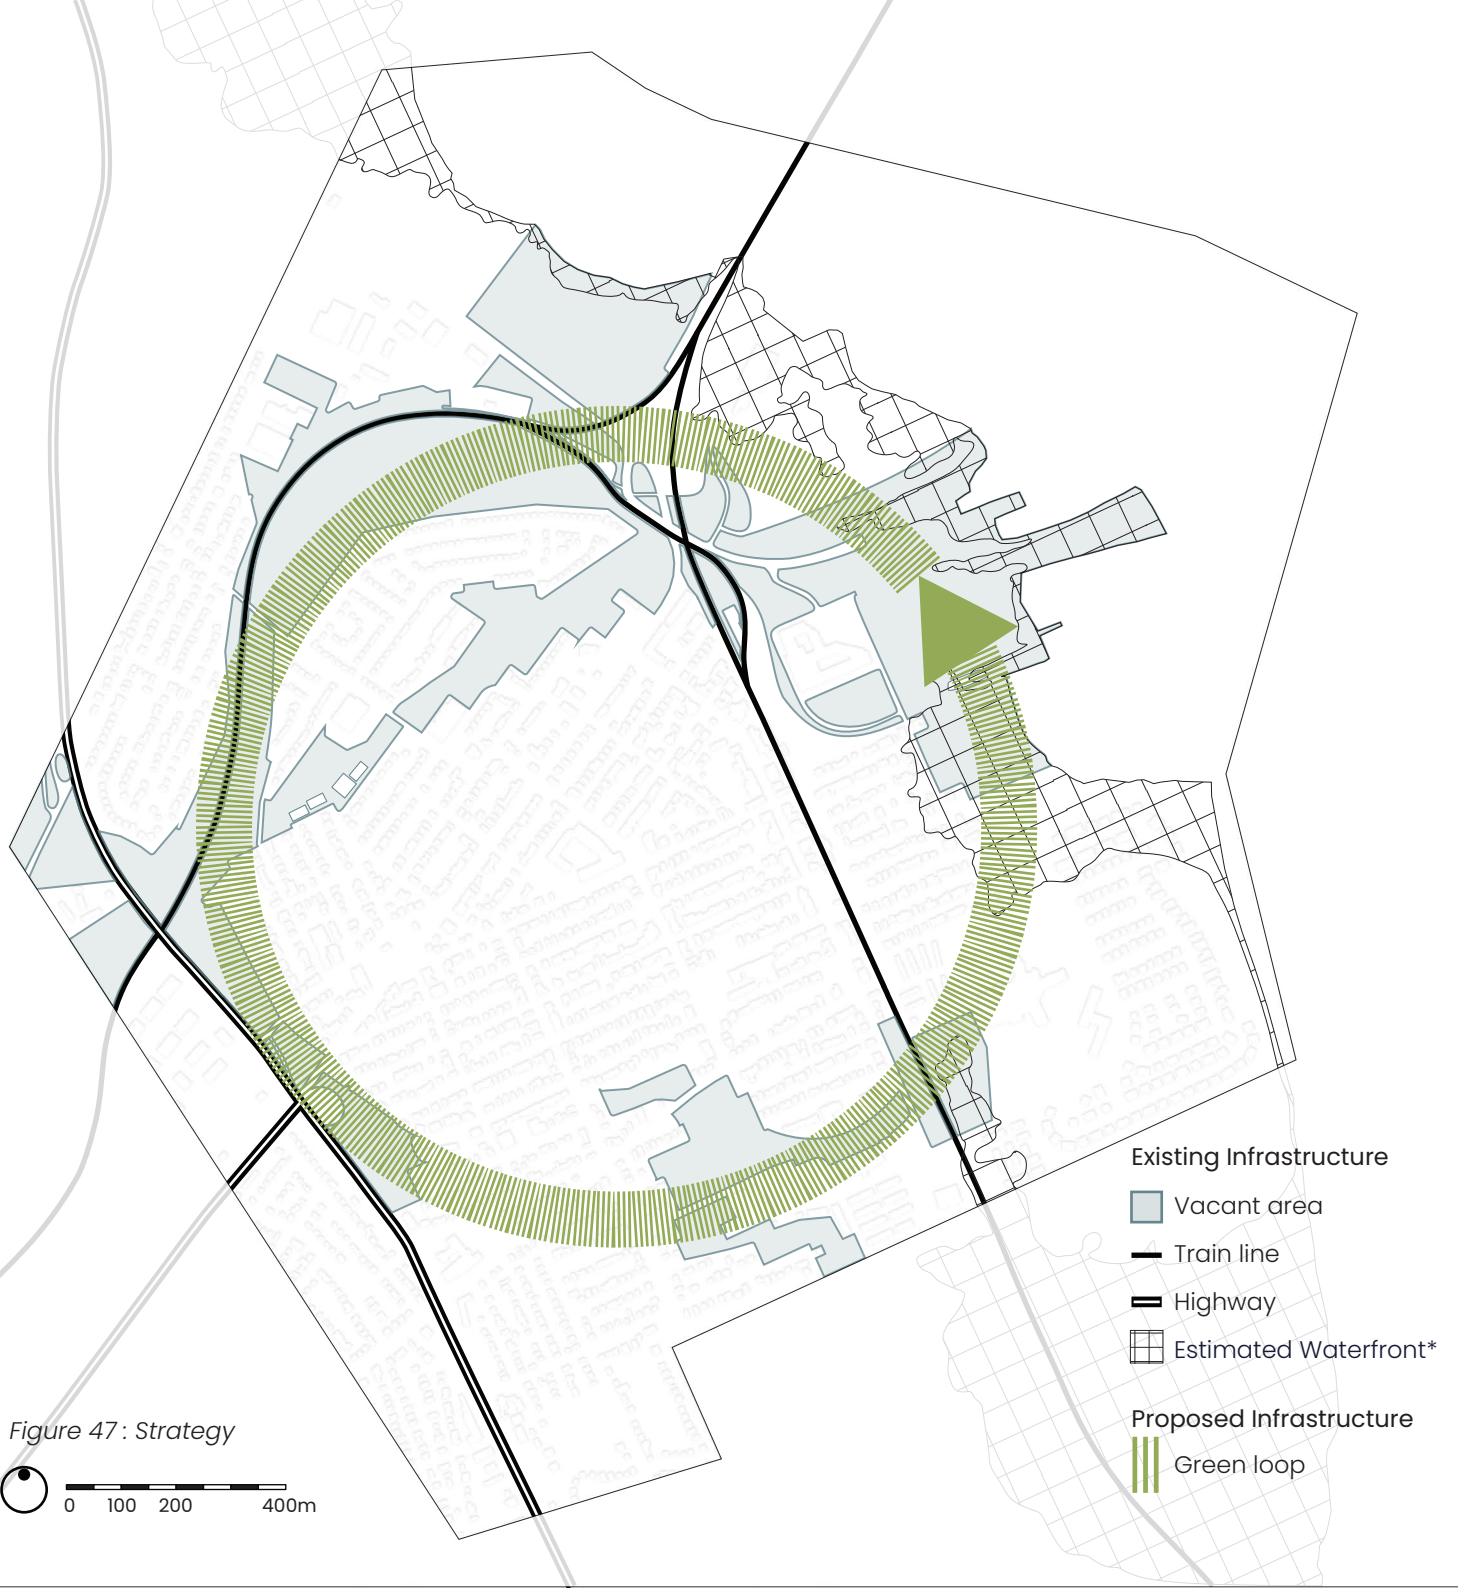 Existing Infrastructure
Vacant area
Train line
Highway
Estimated Waterfront*
Proposed Infrastructure
Green loop
Figure 47 : Strategy
0 100 200 400m